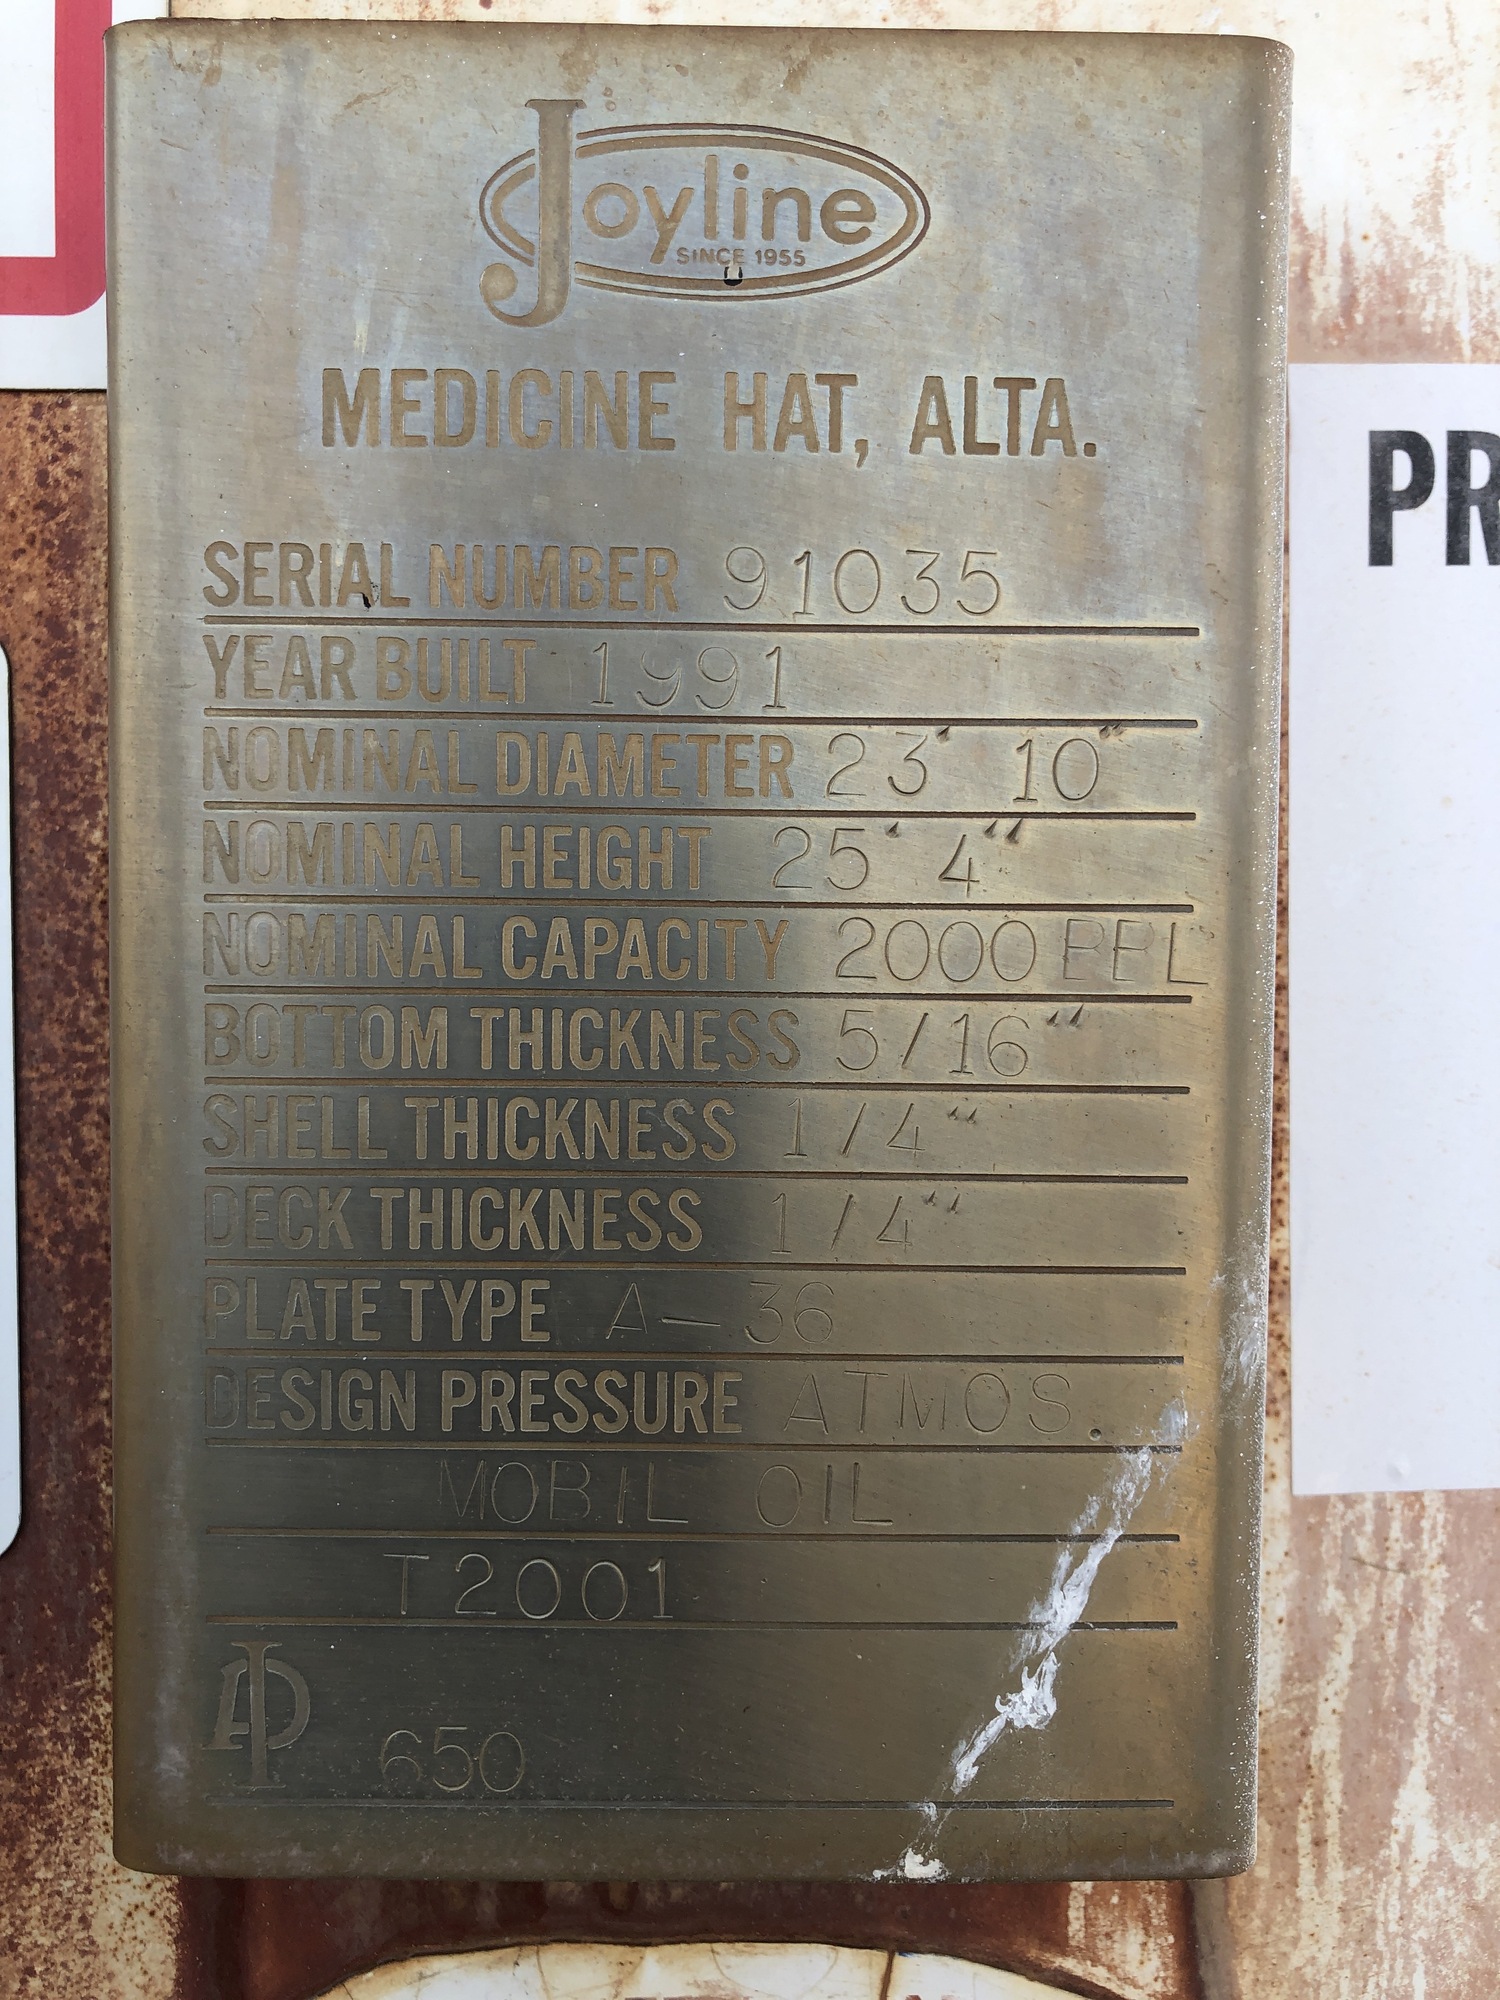 Joyline
SINCE 1955
MEDICINE HAT, ALTA.
SERIAL NUMBER 91035
YEAR BUILT 1991
NOMINAL DIAMETER 23' 10"
NOMINAL HEIGHT 25' 4"
NOMINAL CAPACITY 2000 BBL
BOTTOM THICKNESS 5/16"
SHELL THICKNESS 1/4"
DECK THICKNESS 1/4"
PLATE TYPE A-36
DESIGN PRESSURE ATMOS.
MOBIL OIL
T2001
API 650
PR